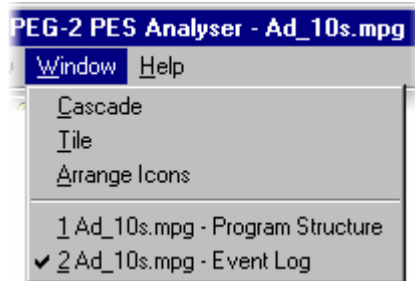 PEG-2 PES Analyser - Ad_10s.mpg
Window Help
Cascade
Tile
Arrange Icons
1 Ad_10s.mpg - Program Structure
2 Ad_10s.mpg - Event Log